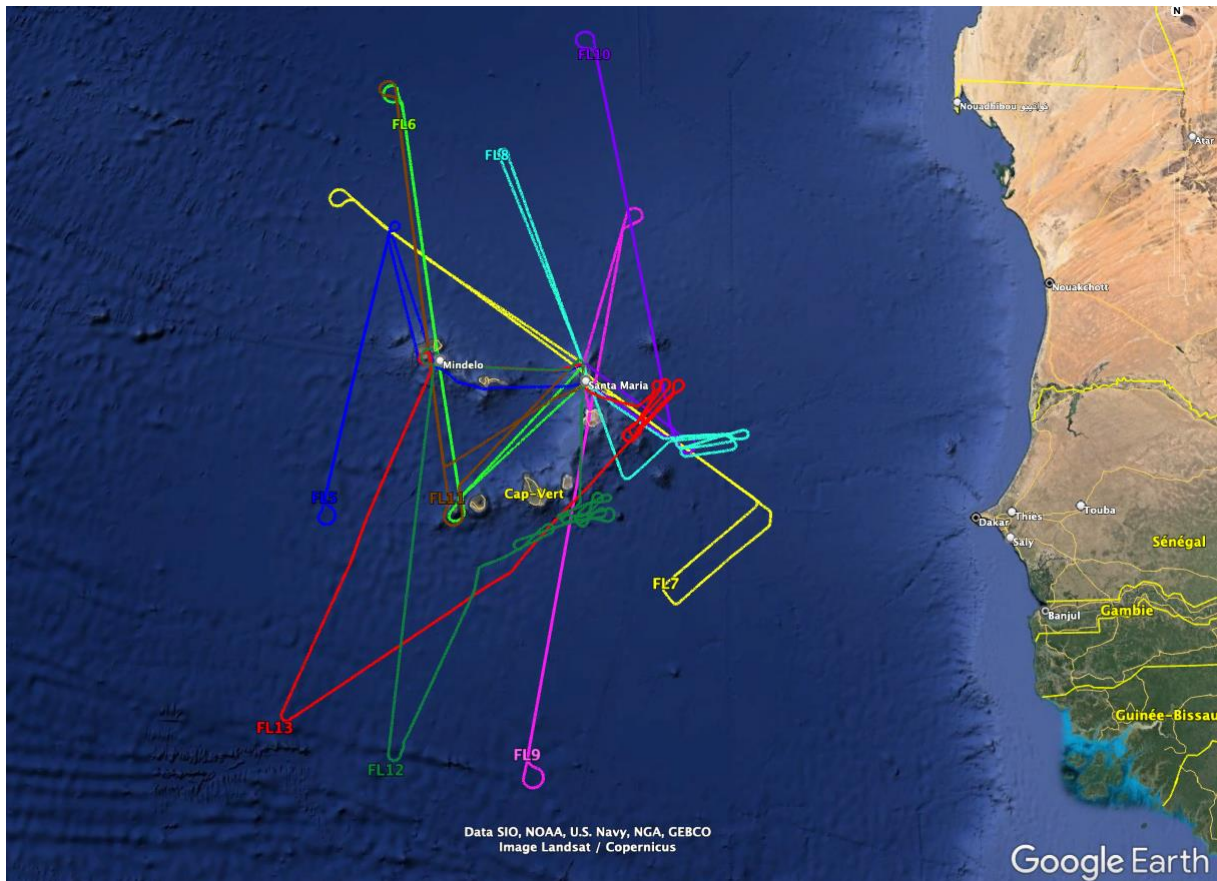 N
FL10
Nouadhibou نواذيبو
FL6
Atar
FL8
Nouakchott
Mindelo
Santa Maria
FL5
FL11
Cap-Vert
Touba
Thies
Dakar
Saly
Sénégal
FL7
Banjul
Gambie
FL13
Guinée-Bissau
FL9
FL12
Data SIO, NOAA, U.S. Navy, NGA, GEBCO
Image Landsat / Copernicus
Google Earth